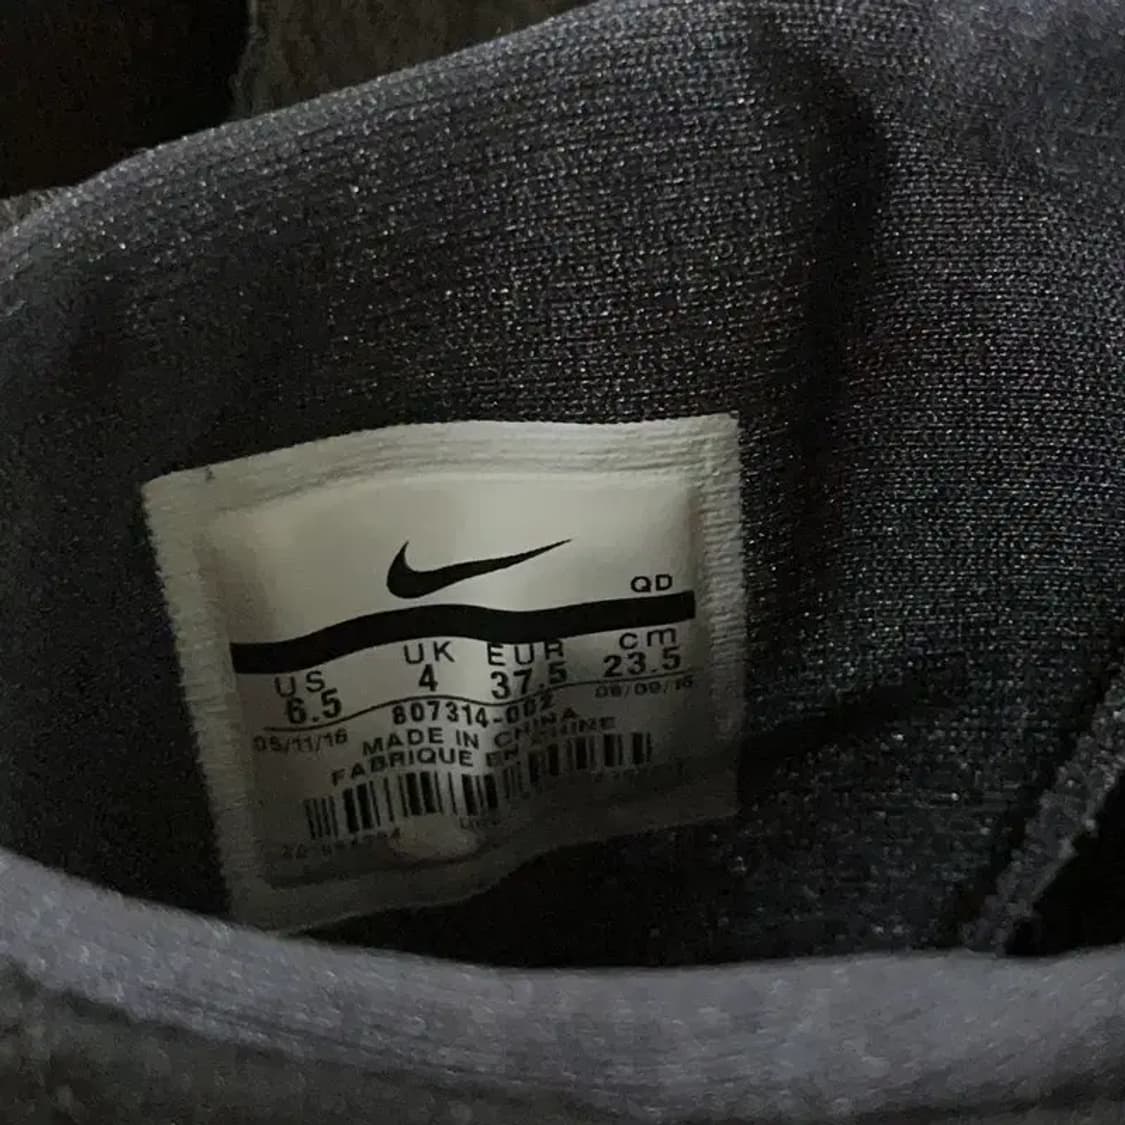 QD
US UK EUR cm
6.5 4 37.5 23.5
05/11/16 807314-002 08/09/16
MADE IN CHINA
FABRIQUE EN CHINE